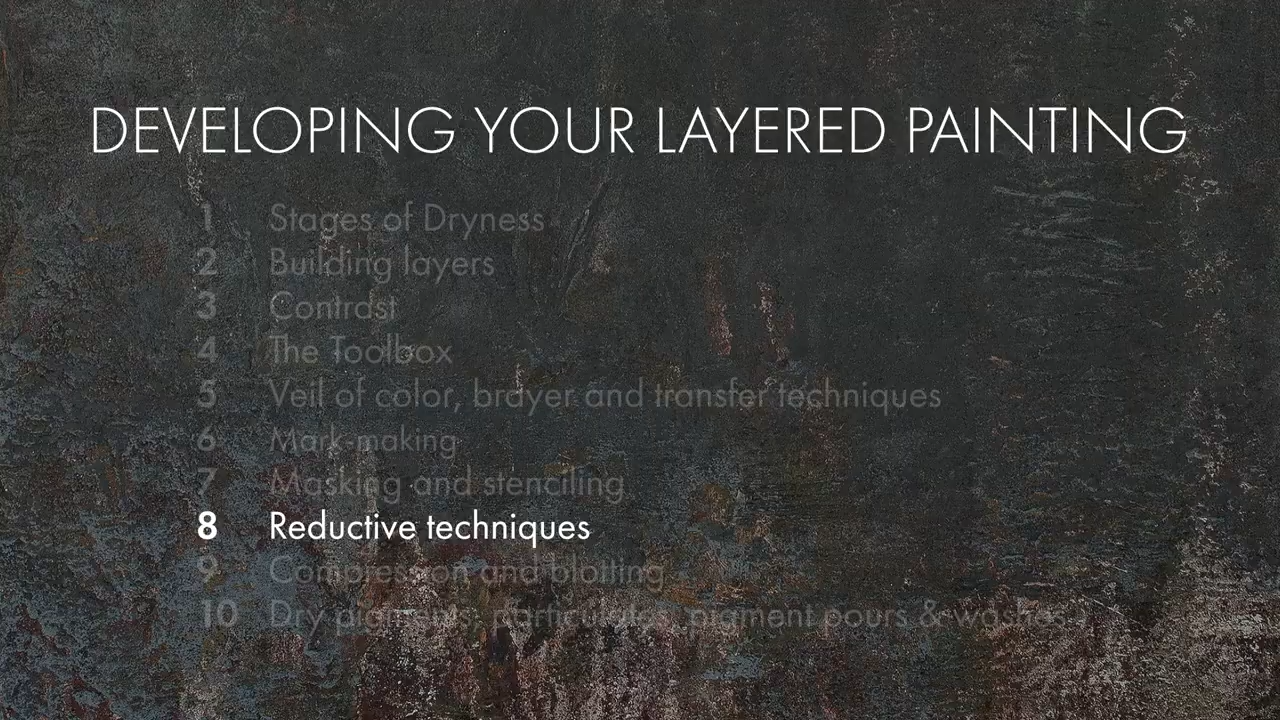 DEVELOPING YOUR LAYERED PAINTING
1 Stages of Dryness
2 Building layers
3 Contrast
4 The Toolbox
5 Veil of color, brayer and transfer techniques
6 Mark-making
7 Masking and stenciling
8 Reductive techniques
9 Compression and blotting
10 Dry pigments, particulates, pigment pours & washes